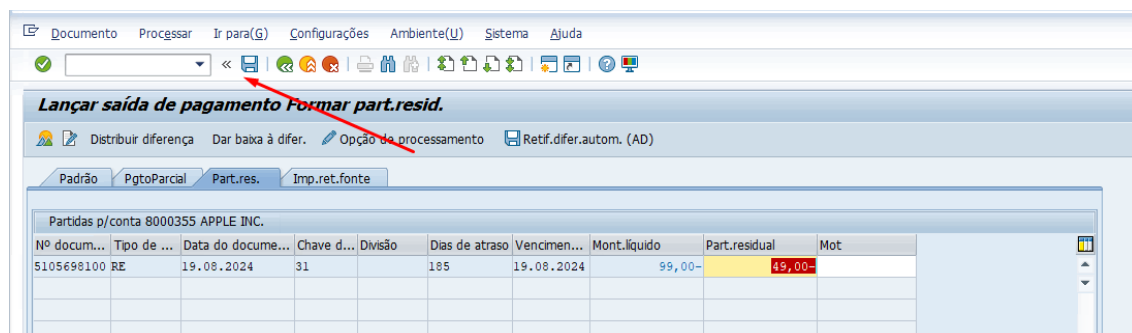 Documento Processar Ir para(G) Configurações Ambiente(U) Sistema Ajuda
Lançar saída de pagamento Formar part.resid.
Distribuir diferença Dar baixa à difer. Opção de processamento Retif.difer.autom. (AD)
Padrão PgtoParcial Part.res. Imp.ret.fonte
Partidas p/conta 8000355 APPLE INC.
Nº docum... Tipo de ... Data do docume... Chave d... Divisão Dias de atraso Vencimen... Mont.líquido Part.residual Mot
5105698100 RE 19.08.2024 31 185 19.08.2024 99,00- 49,00-